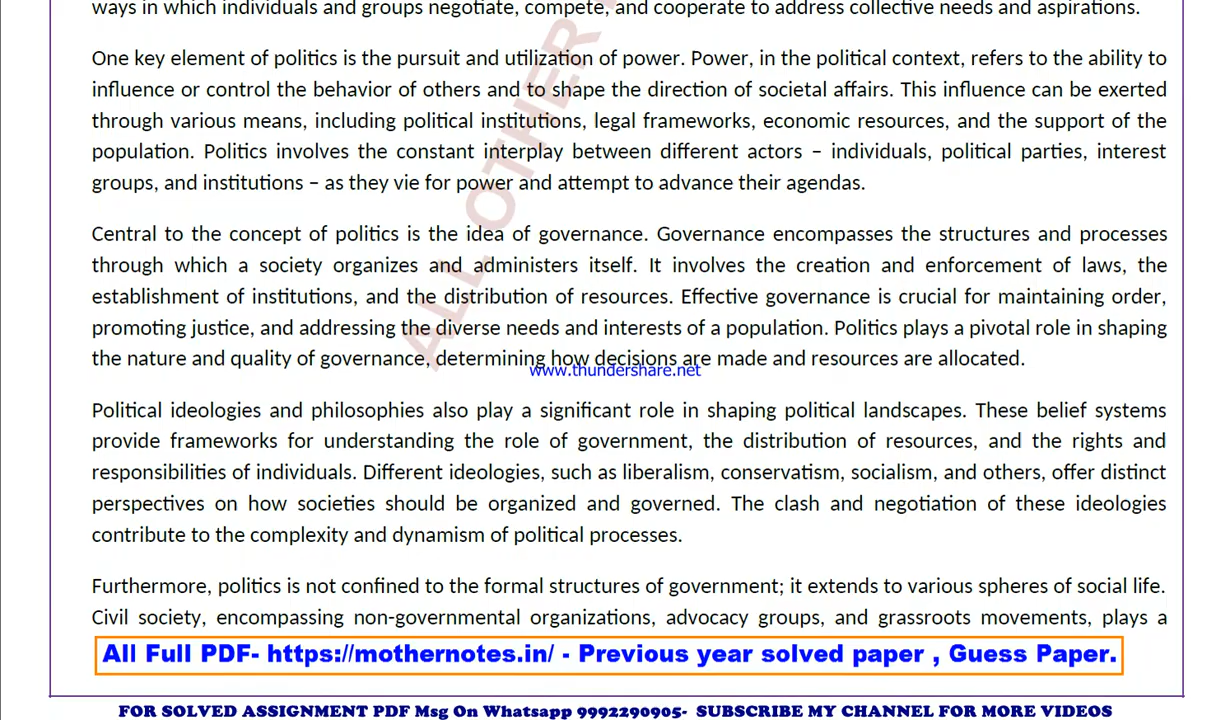 ways in which individuals and groups negotiate, compete, and cooperate to address collective needs and aspirations.
One key element of politics is the pursuit and utilization of power. Power, in the political context, refers to the ability to
influence or control the behavior of others and to shape the direction of societal affairs. This influence can be exerted
through various means, including political institutions, legal frameworks, economic resources, and the support of the
population. Politics involves the constant interplay between different actors – individuals, political parties, interest
groups, and institutions – as they vie for power and attempt to advance their agendas.
Central to the concept of politics is the idea of governance. Governance encompasses the structures and processes
through which a society organizes and administers itself. It involves the creation and enforcement of laws, the
establishment of institutions, and the distribution of resources. Effective governance is crucial for maintaining order,
promoting justice, and addressing the diverse needs and interests of a population. Politics plays a pivotal role in shaping
the nature and quality of governance, determining how decisions are made and resources are allocated.
www.thundershare.net
Political ideologies and philosophies also play a significant role in shaping political landscapes. These belief systems
provide frameworks for understanding the role of government, the distribution of resources, and the rights and
responsibilities of individuals. Different ideologies, such as liberalism, conservatism, socialism, and others, offer distinct
perspectives on how societies should be organized and governed. The clash and negotiation of these ideologies
contribute to the complexity and dynamism of political processes.
Furthermore, politics is not confined to the formal structures of government; it extends to various spheres of social life.
Civil society, encompassing non-governmental organizations, advocacy groups, and grassroots movements, plays a
All Full PDF- https://mothernotes.in/ - Previous year solved paper , Guess Paper.
FOR SOLVED ASSIGNMENT PDF Msg On Whatsapp 9992290905- SUBSCRIBE MY CHANNEL FOR MORE VIDEOS
ALL OTHER